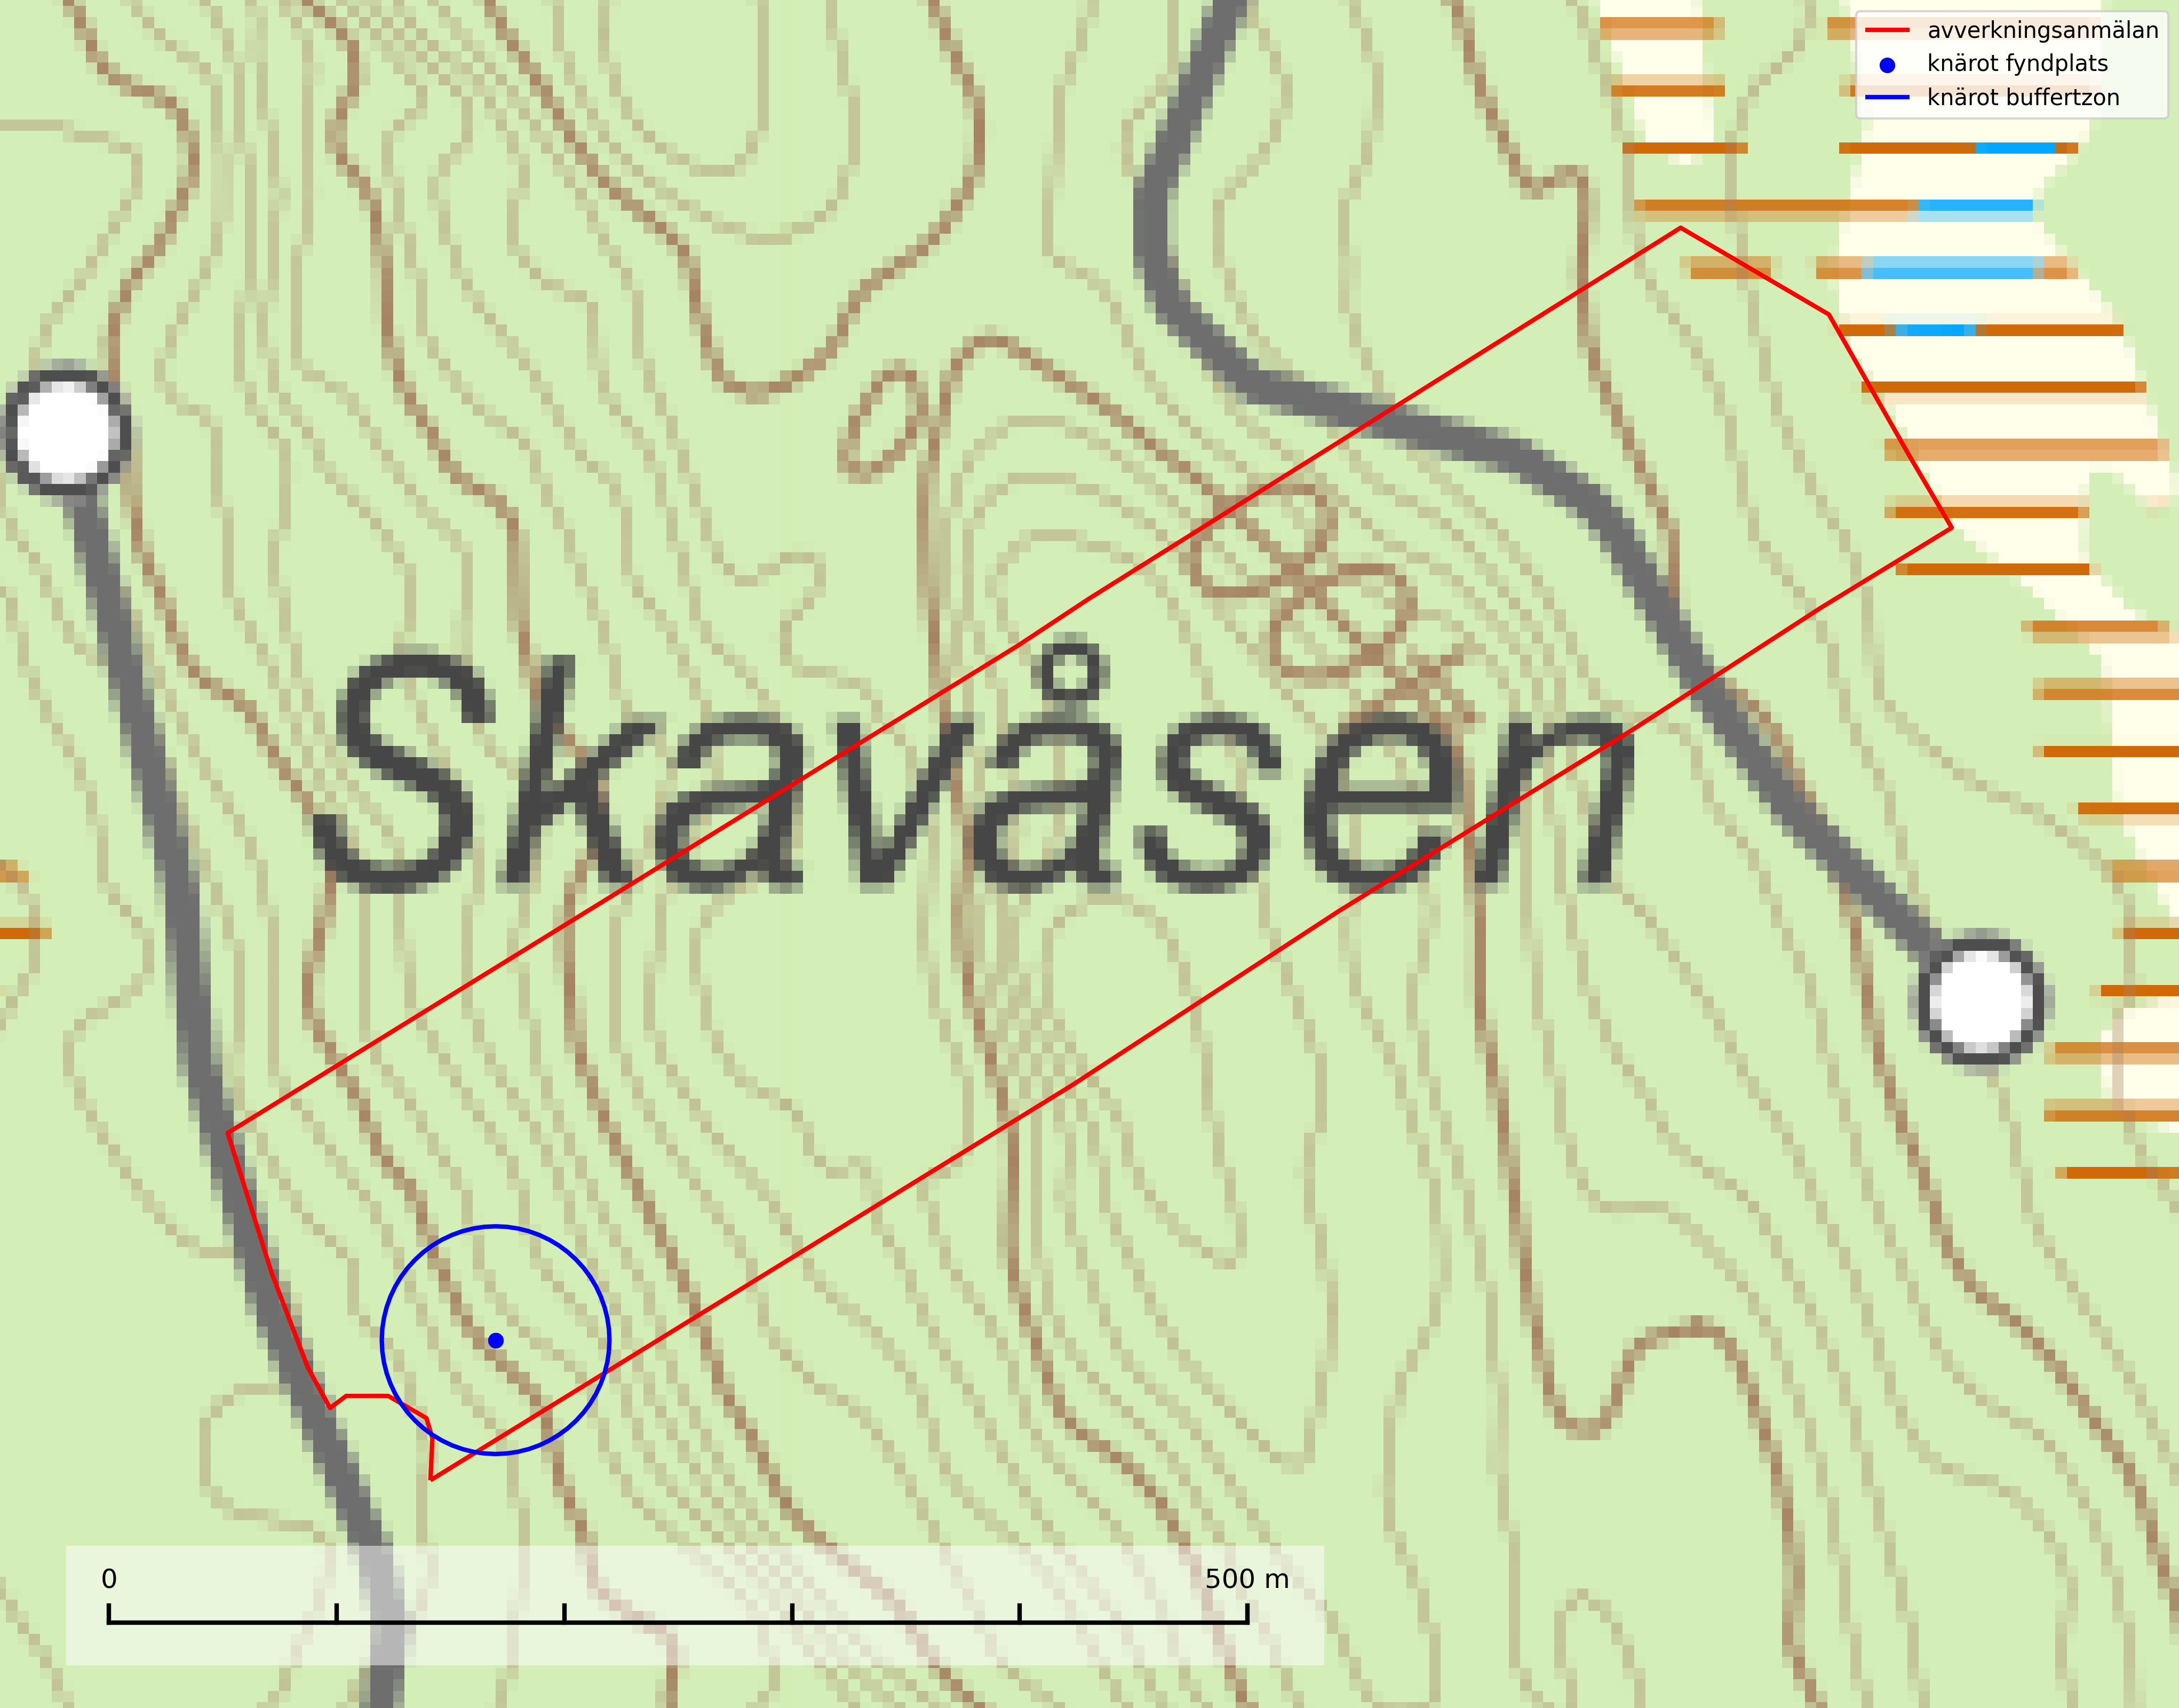 avverkningsanmälan
knärot fyndplats
knärot buffertzon
Skavåsen
0 500 m